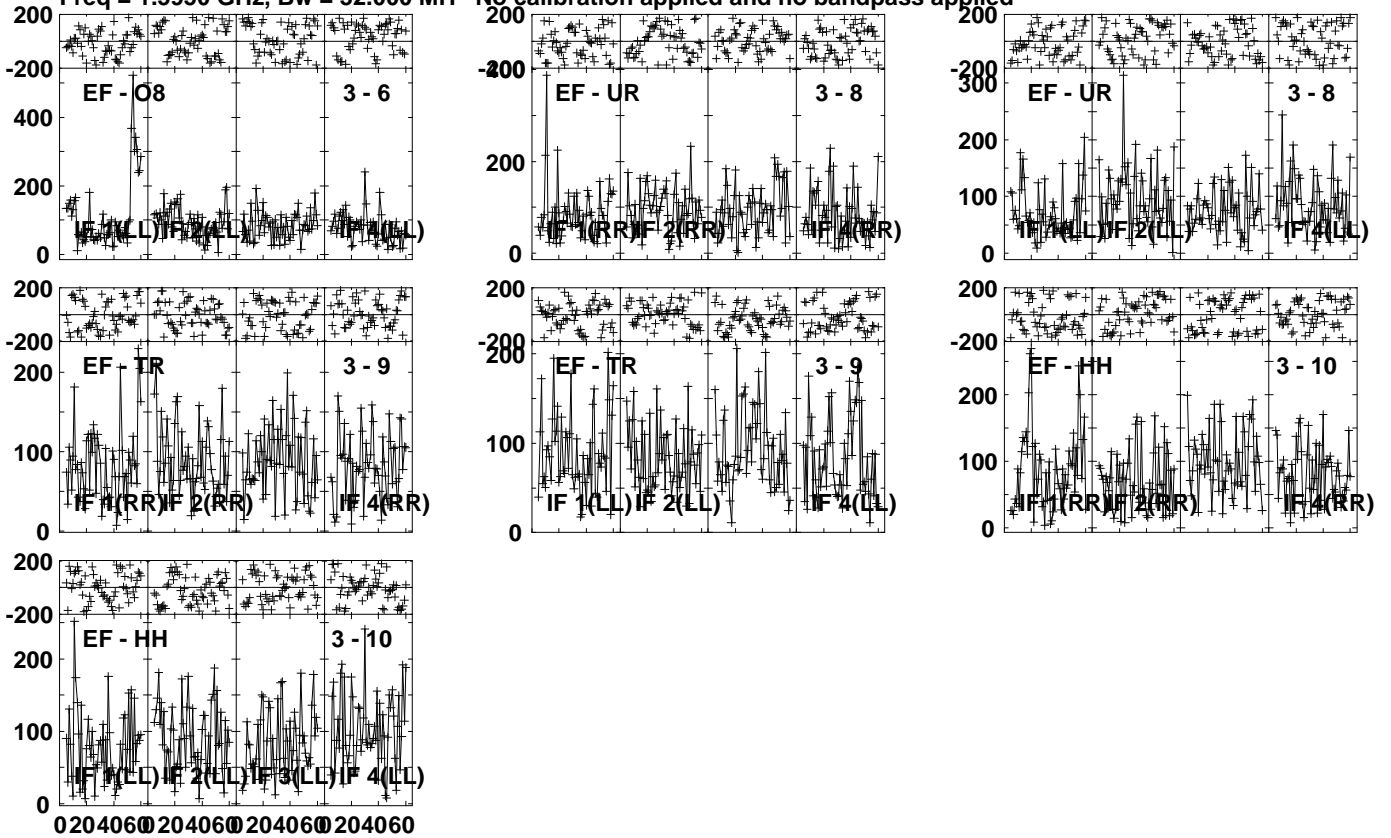 Freq = 1.5950 GHz, Bw = 32.000 MH No calibration applied and no bandpass applied
200
-200
EF - O8 3 - 6
400
200
0
IF 1(LL) IF 2(LL) IF 4(LL)
200
-200
400
EF - UR 3 - 8
200
0
IF 1(RR) IF 2(RR) IF 4(RR)
200
-200
300
EF - UR 3 - 8
200
100
0
IF 1(LL) IF 2(LL) IF 4(LL)
200
-200
EF - TR 3 - 9
200
100
0
IF 1(RR) IF 2(RR) IF 4(RR)
200
-200
200
EF - TR 3 - 9
100
0
IF 1(LL) IF 2(LL) IF 4(LL)
200
-200
EF - HH 3 - 10
200
100
0
IF 1(RR) IF 2(RR) IF 4(RR)
200
-200
EF - HH 3 - 10
200
100
0
IF 1(LL) IF 2(LL) IF 3(LL) IF 4(LL)
0 20 40 60 0 20 40 60 0 20 40 60 0 20 40 60